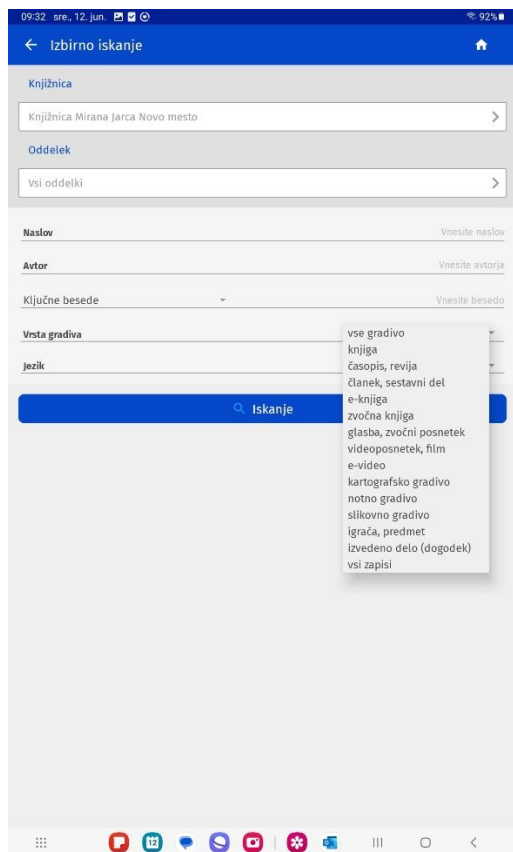 09:32 sre., 12. jun. 92%
Izbirno iskanje
Knjižnica
Knjižnica Mirana Jarca Novo mesto
Oddelek
Vsi oddelki
Naslov Vnesite naslov
Avtor Vnesite avtorja
Ključne besede Vnesite besedo
Vrsta gradiva
Jezik
vse gradivo
knjiga
časopis, revija
članek, sestavni del
e-knjiga
zvočna knjiga
glasba, zvočni posnetek
videoposnetek, film
e-video
kartografsko gradivo
notno gradivo
slikovno gradivo
igrača, predmet
izvedeno delo (dogodek)
vsi zapisi
Iskanje
12